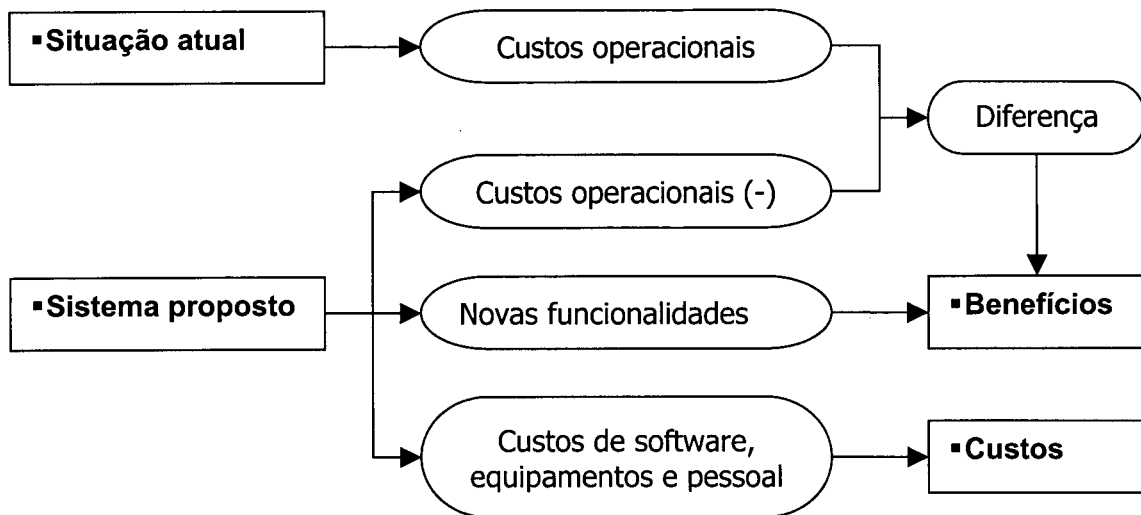 ▪Situação atual
Custos operacionais
Diferença
Custos operacionais (-)
▪Sistema proposto
Novas funcionalidades
▪Benefícios
Custos de software,
equipamentos e pessoal
▪Custos